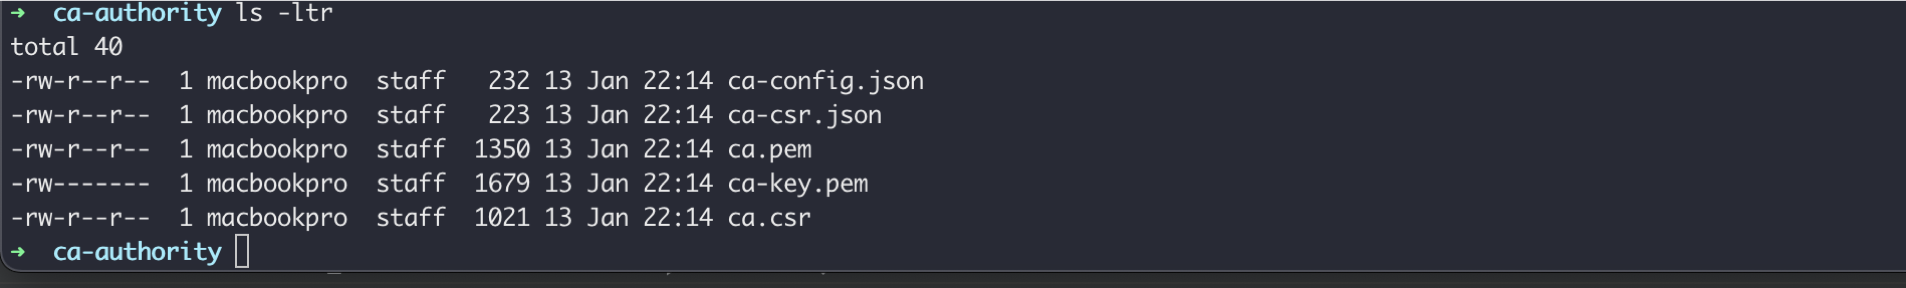 ➜  ca-authority ls -ltr
total 40
-rw-r--r--  1 macbookpro  staff   232 13 Jan 22:14 ca-config.json
-rw-r--r--  1 macbookpro  staff   223 13 Jan 22:14 ca-csr.json
-rw-r--r--  1 macbookpro  staff  1350 13 Jan 22:14 ca.pem
-rw-------  1 macbookpro  staff  1679 13 Jan 22:14 ca-key.pem
-rw-r--r--  1 macbookpro  staff  1021 13 Jan 22:14 ca.csr
➜  ca-authority